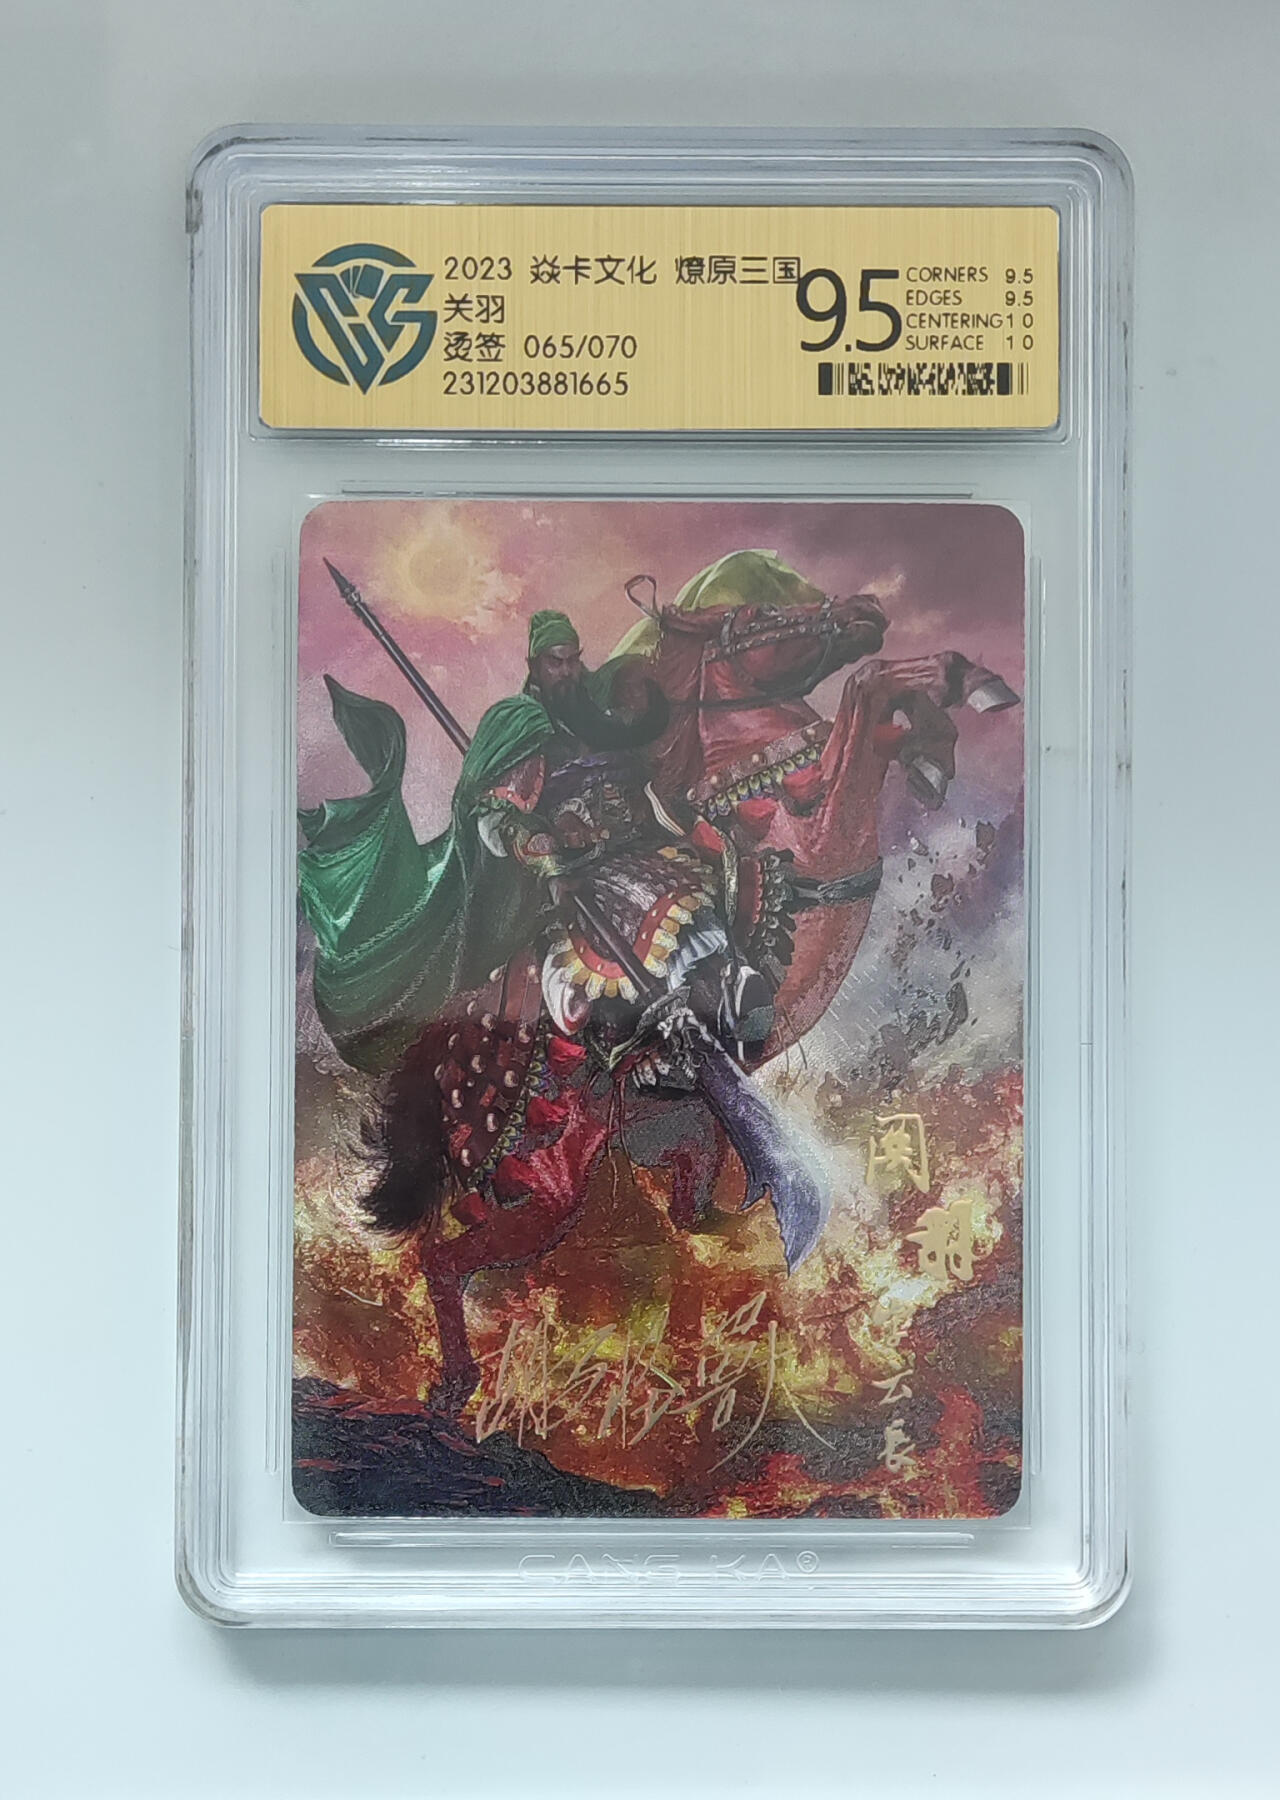 2023 焱卡文化 燎原三国
关羽
烫签 065/070
231203881665
9.5
CORNERS 9.5
EDGES 9.5
CENTERING 10
SURFACE 10
關羽
雲長
CANG KA®